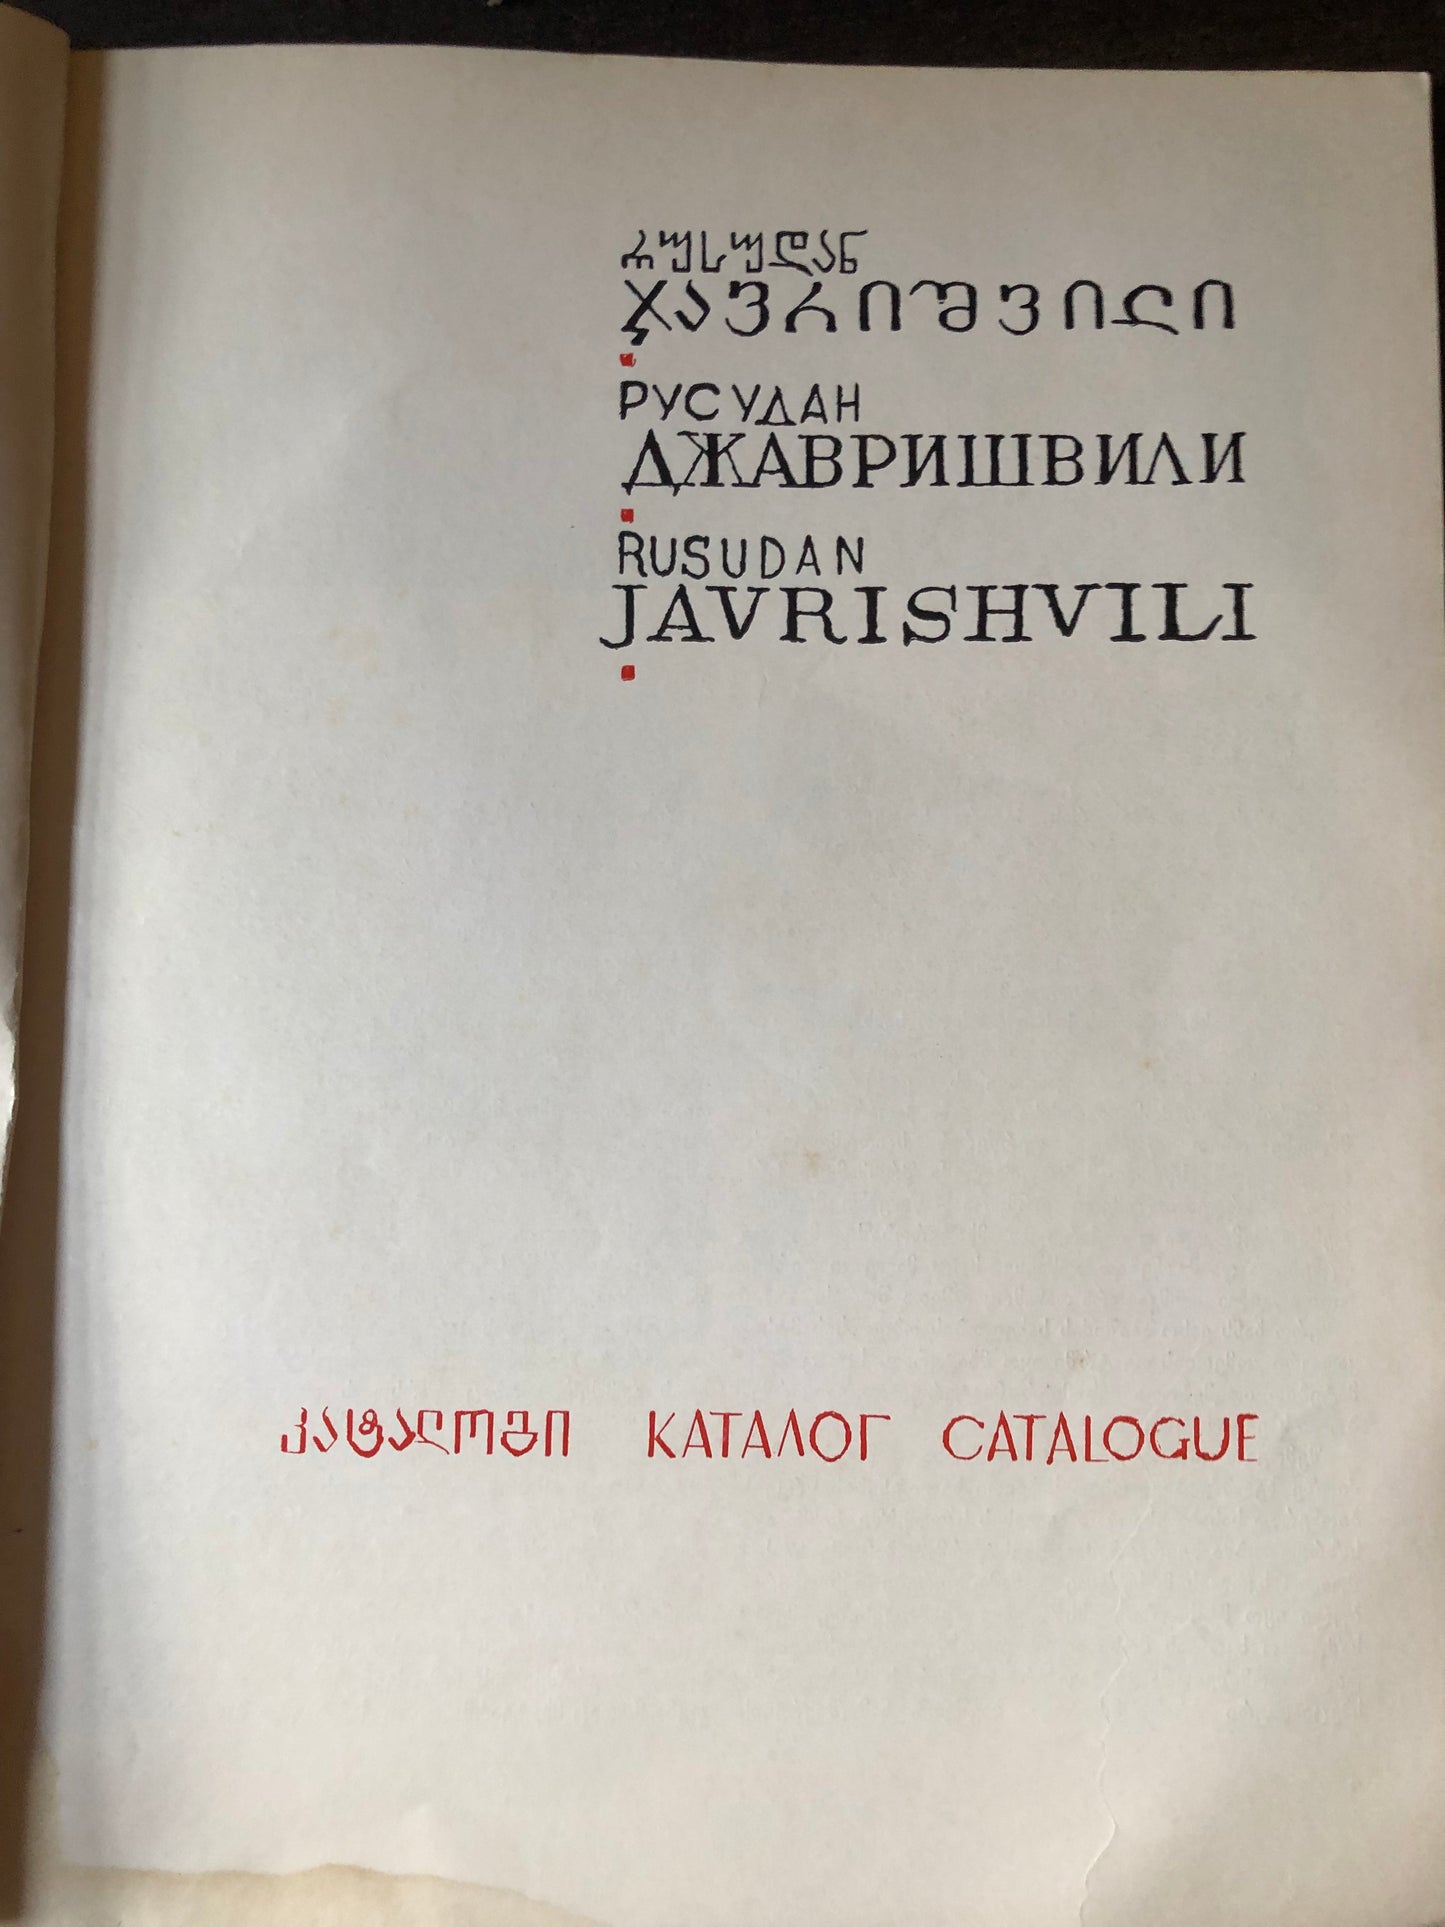 რუსუდან
ჯავრიშვილი
РУСУДАН
ДЖАВРИШВИЛИ
RUSUDAN
JAVRISHVILI
კატალოგი КАТАЛОГ CATALOGUE